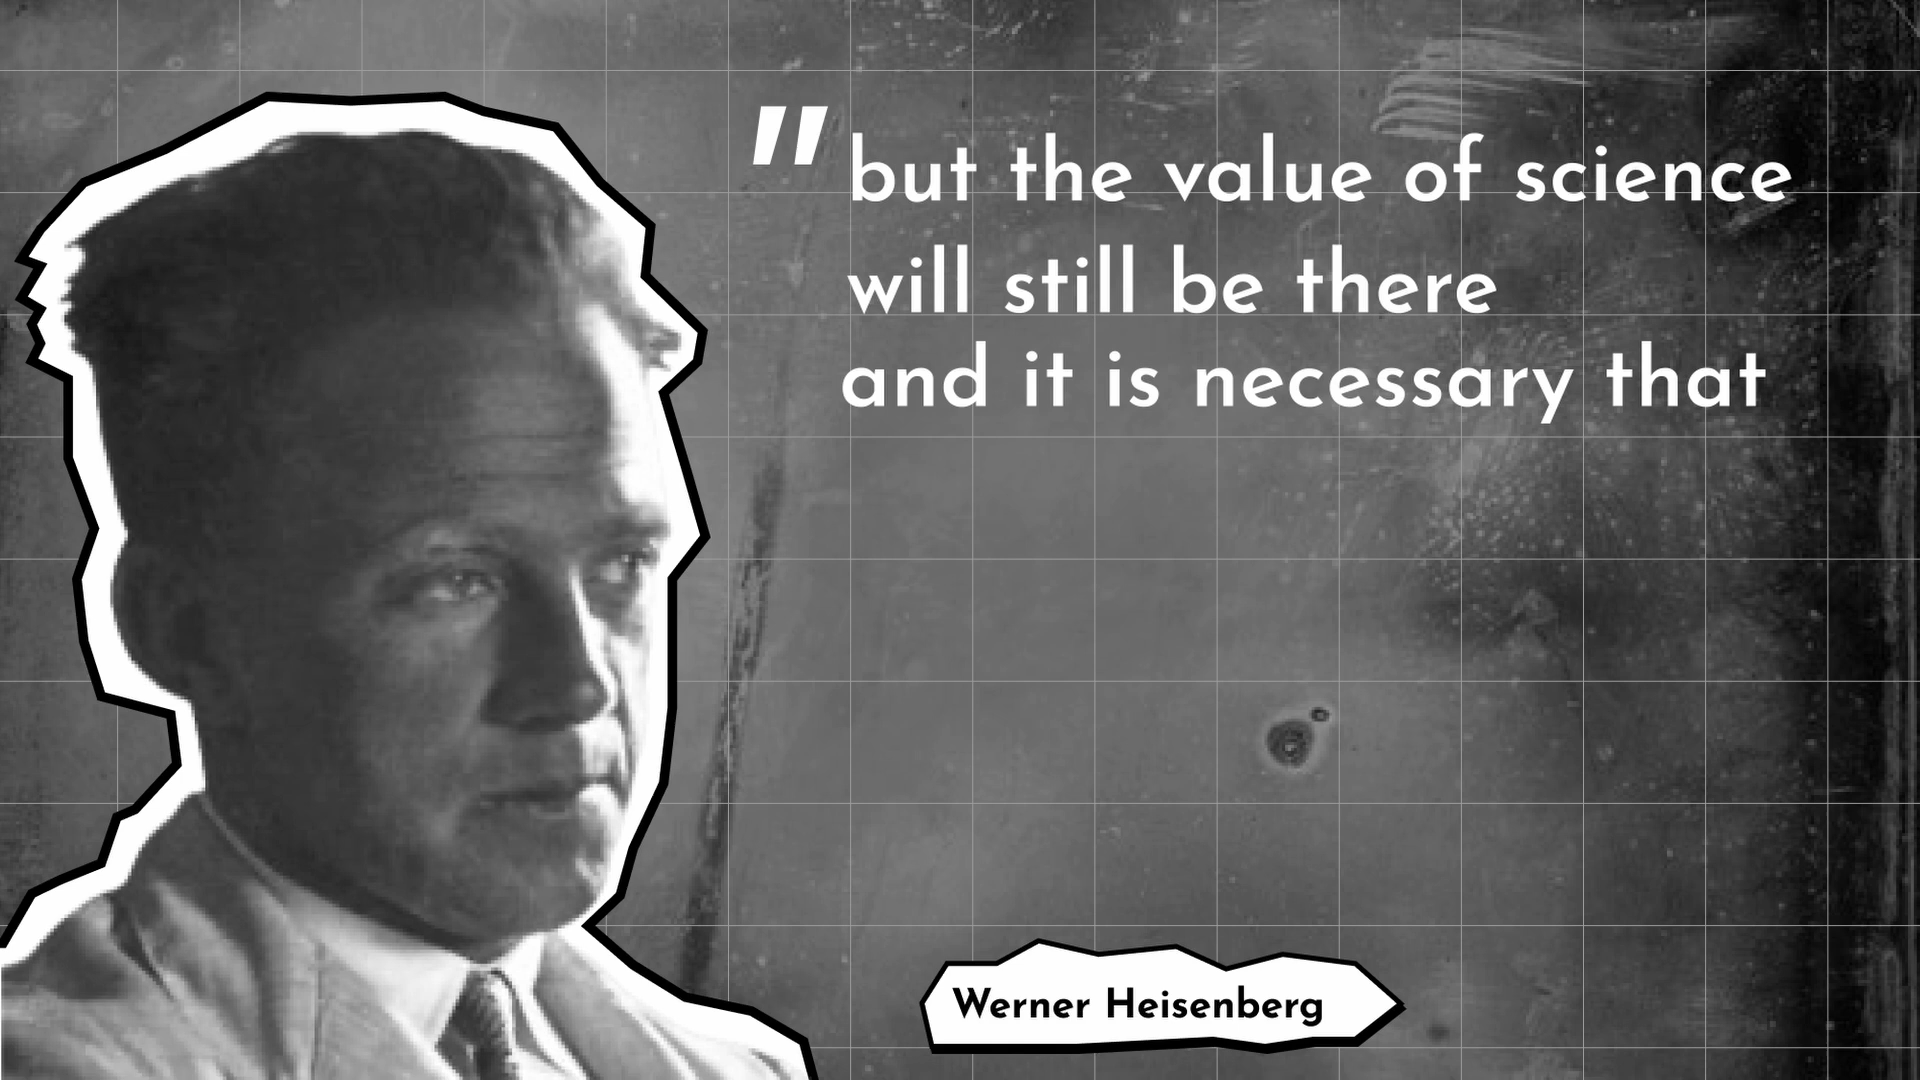 " but the value of science
will still be there
and it is necessary that
Werner Heisenberg